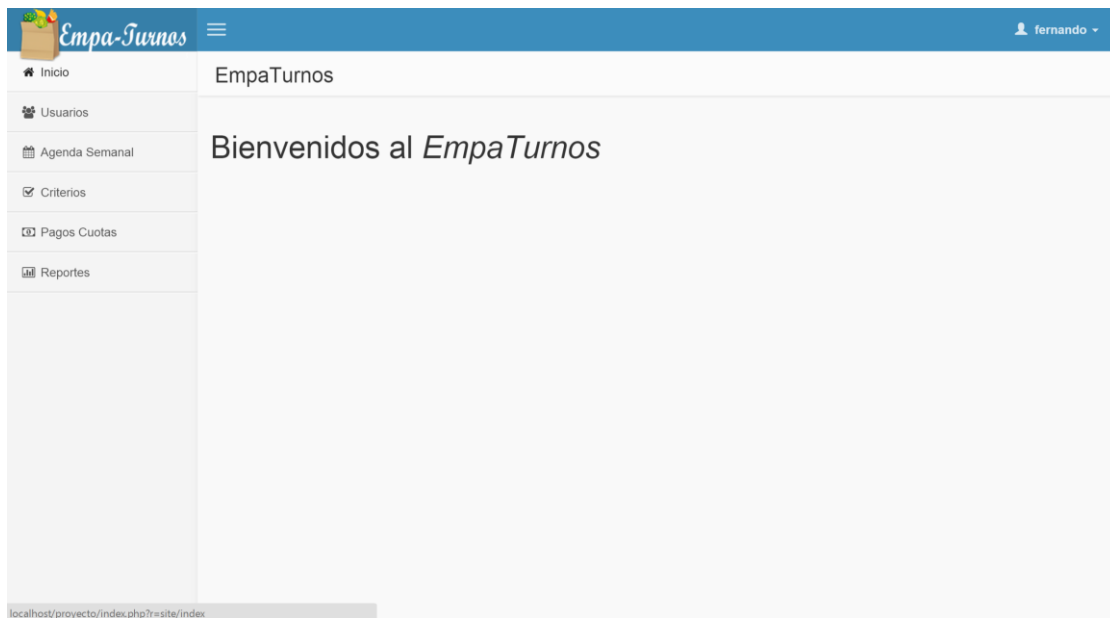 Empa-Turnos
fernando
Inicio
EmpaTurnos
Usuarios
Agenda Semanal
Bienvenidos al EmpaTurnos
Criterios
Pagos Cuotas
Reportes
localhost/proyecto/index.php?r=site/index